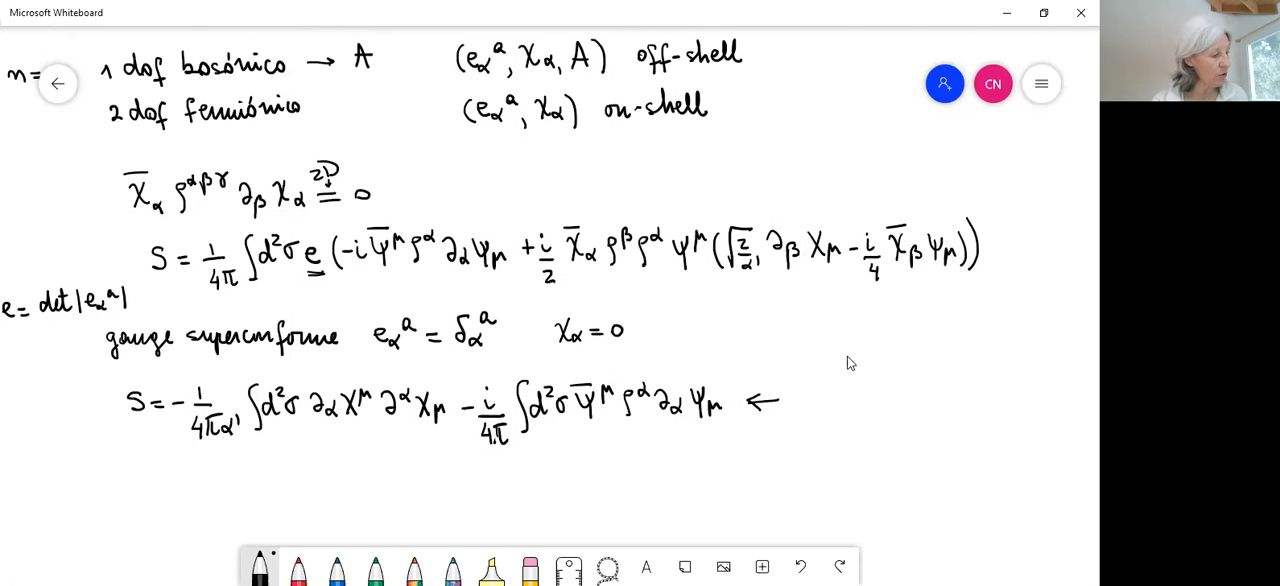 Microsoft Whiteboard
n= 1 dof bosónico → A (e_α^a, χ_α, A) off-shell
2 dof fermiónico (e_α^a, χ_α) on-shell
CN
χ̄_α ρ^{αβγ} ∂_β χ_α =^{2D} 0
S = 1/4π ∫d²σ e (-i ψ̄^μ ρ^α ∂_α ψ_μ + i/2 χ̄_α ρ^β ρ^α ψ^μ (√(2/α') ∂_β X_μ - i/4 χ̄_β ψ_μ))
e = det|e_α^a|
gauge superconforme e_α^a = δ_α^a χ_α = 0
S = - 1/4πα' ∫d²σ ∂_α X^μ ∂^α X_μ - i/4π ∫d²σ ψ̄^μ ρ^α ∂_α ψ_μ ←
A